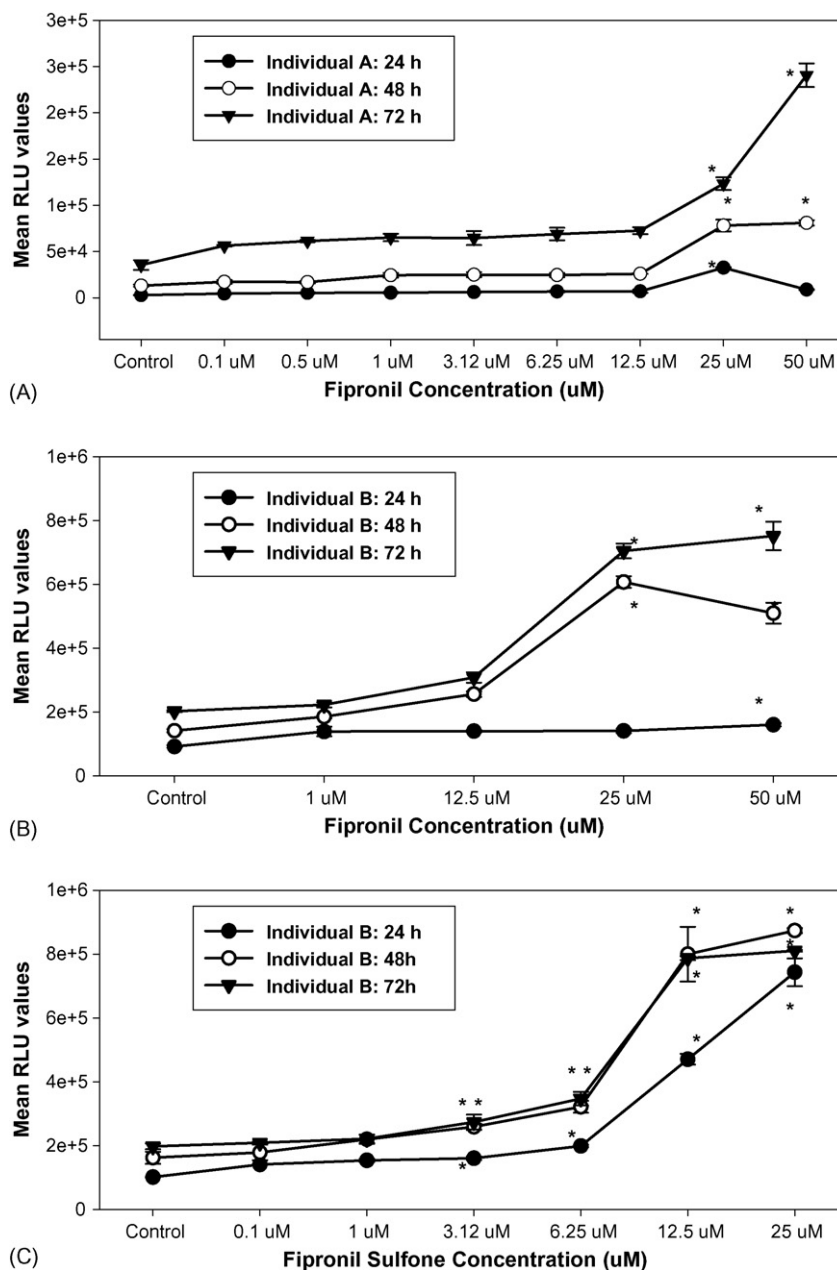 3e+5
3e+5
2e+5
2e+5
1e+5
5e+4
0
Mean RLU values
Individual A: 24 h
Individual A: 48 h
Individual A: 72 h
*
*
*
*
*
Control 0.1 uM 0.5 uM 1 uM 3.12 uM 6.25 uM 12.5 uM 25 uM 50 uM
Fipronil Concentration (uM)
(A)
1e+6
8e+5
6e+5
4e+5
2e+5
0
Mean RLU values
Individual B: 24 h
Individual B: 48 h
Individual B: 72 h
*
*
*
*
Control 1 uM 12.5 uM 25 uM 50 uM
Fipronil Concentration (uM)
(B)
1e+6
8e+5
6e+5
4e+5
2e+5
0
Mean RLU values
Individual B: 24 h
Individual B: 48h
Individual B: 72h
* *
*
* *
*
*
*
*
*
*
*
Control 0.1 uM 1 uM 3.12 uM 6.25 uM 12.5 uM 25 uM
Fipronil Sulfone Concentration (uM)
(C)